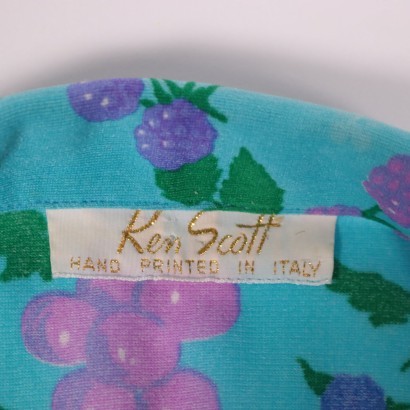 Ken Scott
HAND PRINTED IN ITALY